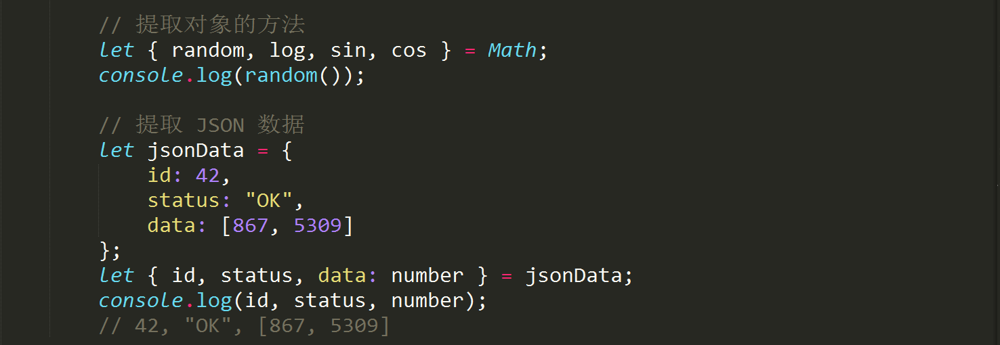 // 提取对象的方法
let { random, log, sin, cos } = Math;
console.log(random());
// 提取 JSON 数据
let jsonData = {
    id: 42,
    status: "OK",
    data: [867, 5309]
};
let { id, status, data: number } = jsonData;
console.log(id, status, number);
// 42, "OK", [867, 5309]